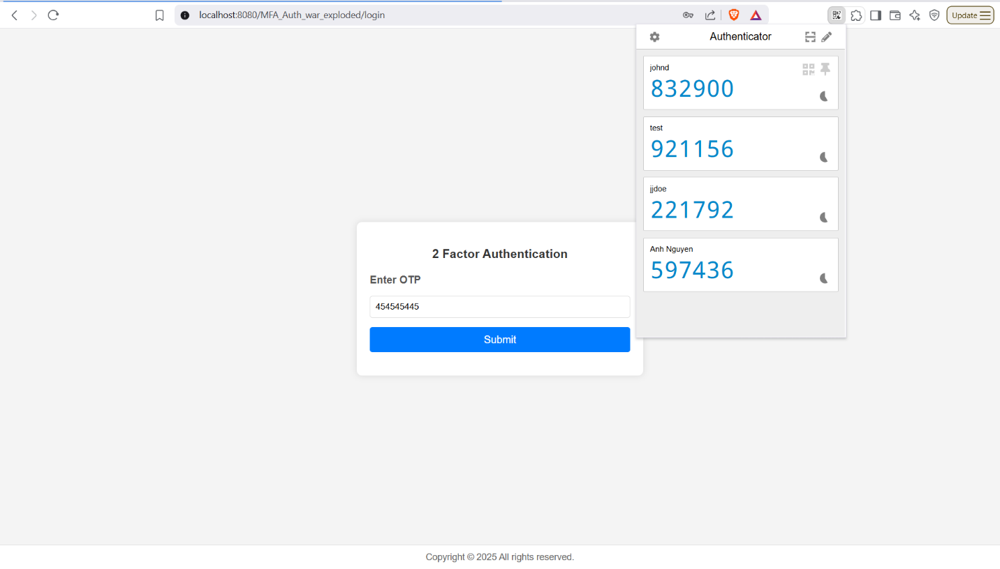 localhost:8080/MFA_Auth_war_exploded/login
Update
Authenticator
johnd
832900
test
921156
jjdoe
221792
Anh Nguyen
597436
2 Factor Authentication
Enter OTP
454545445
Submit
Copyright © 2025 All rights reserved.